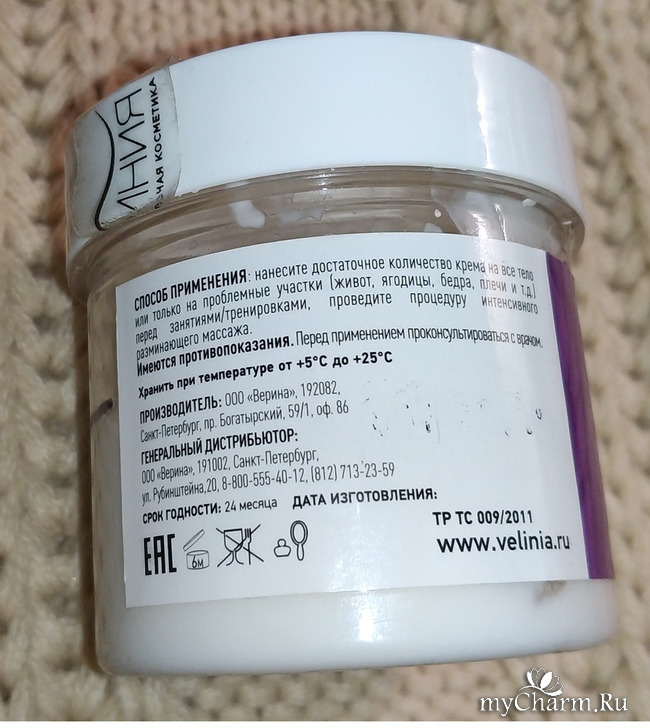 ИНИЯ
НАЯ КОСМЕТИКА
СПОСОБ ПРИМЕНЕНИЯ: нанесите достаточное количество крема на все тело
или только на проблемные участки (живот, ягодицы, бедра, плечи и т.д.)
перед занятиями/тренировками, проведите процедуру интенсивного
разминающего массажа.
Имеются противопоказания. Перед применением проконсультироваться с врачом.
Хранить при температуре от +5°C до +25°C
ПРОИЗВОДИТЕЛЬ: ООО «Верина», 192082,
Санкт-Петербург, пр. Богатырский, 59/1, оф. 86
ГЕНЕРАЛЬНЫЙ ДИСТРИБЬЮТОР:
ООО «Верина», 191002, Санкт-Петербург,
ул. Рубинштейна,20, 8-800-555-40-12, (812) 713-23-59
СРОК ГОДНОСТИ: 24 месяца ДАТА ИЗГОТОВЛЕНИЯ:
ТР ТС 009/2011
EAC 6М www.velinia.ru
myCharm.Ru